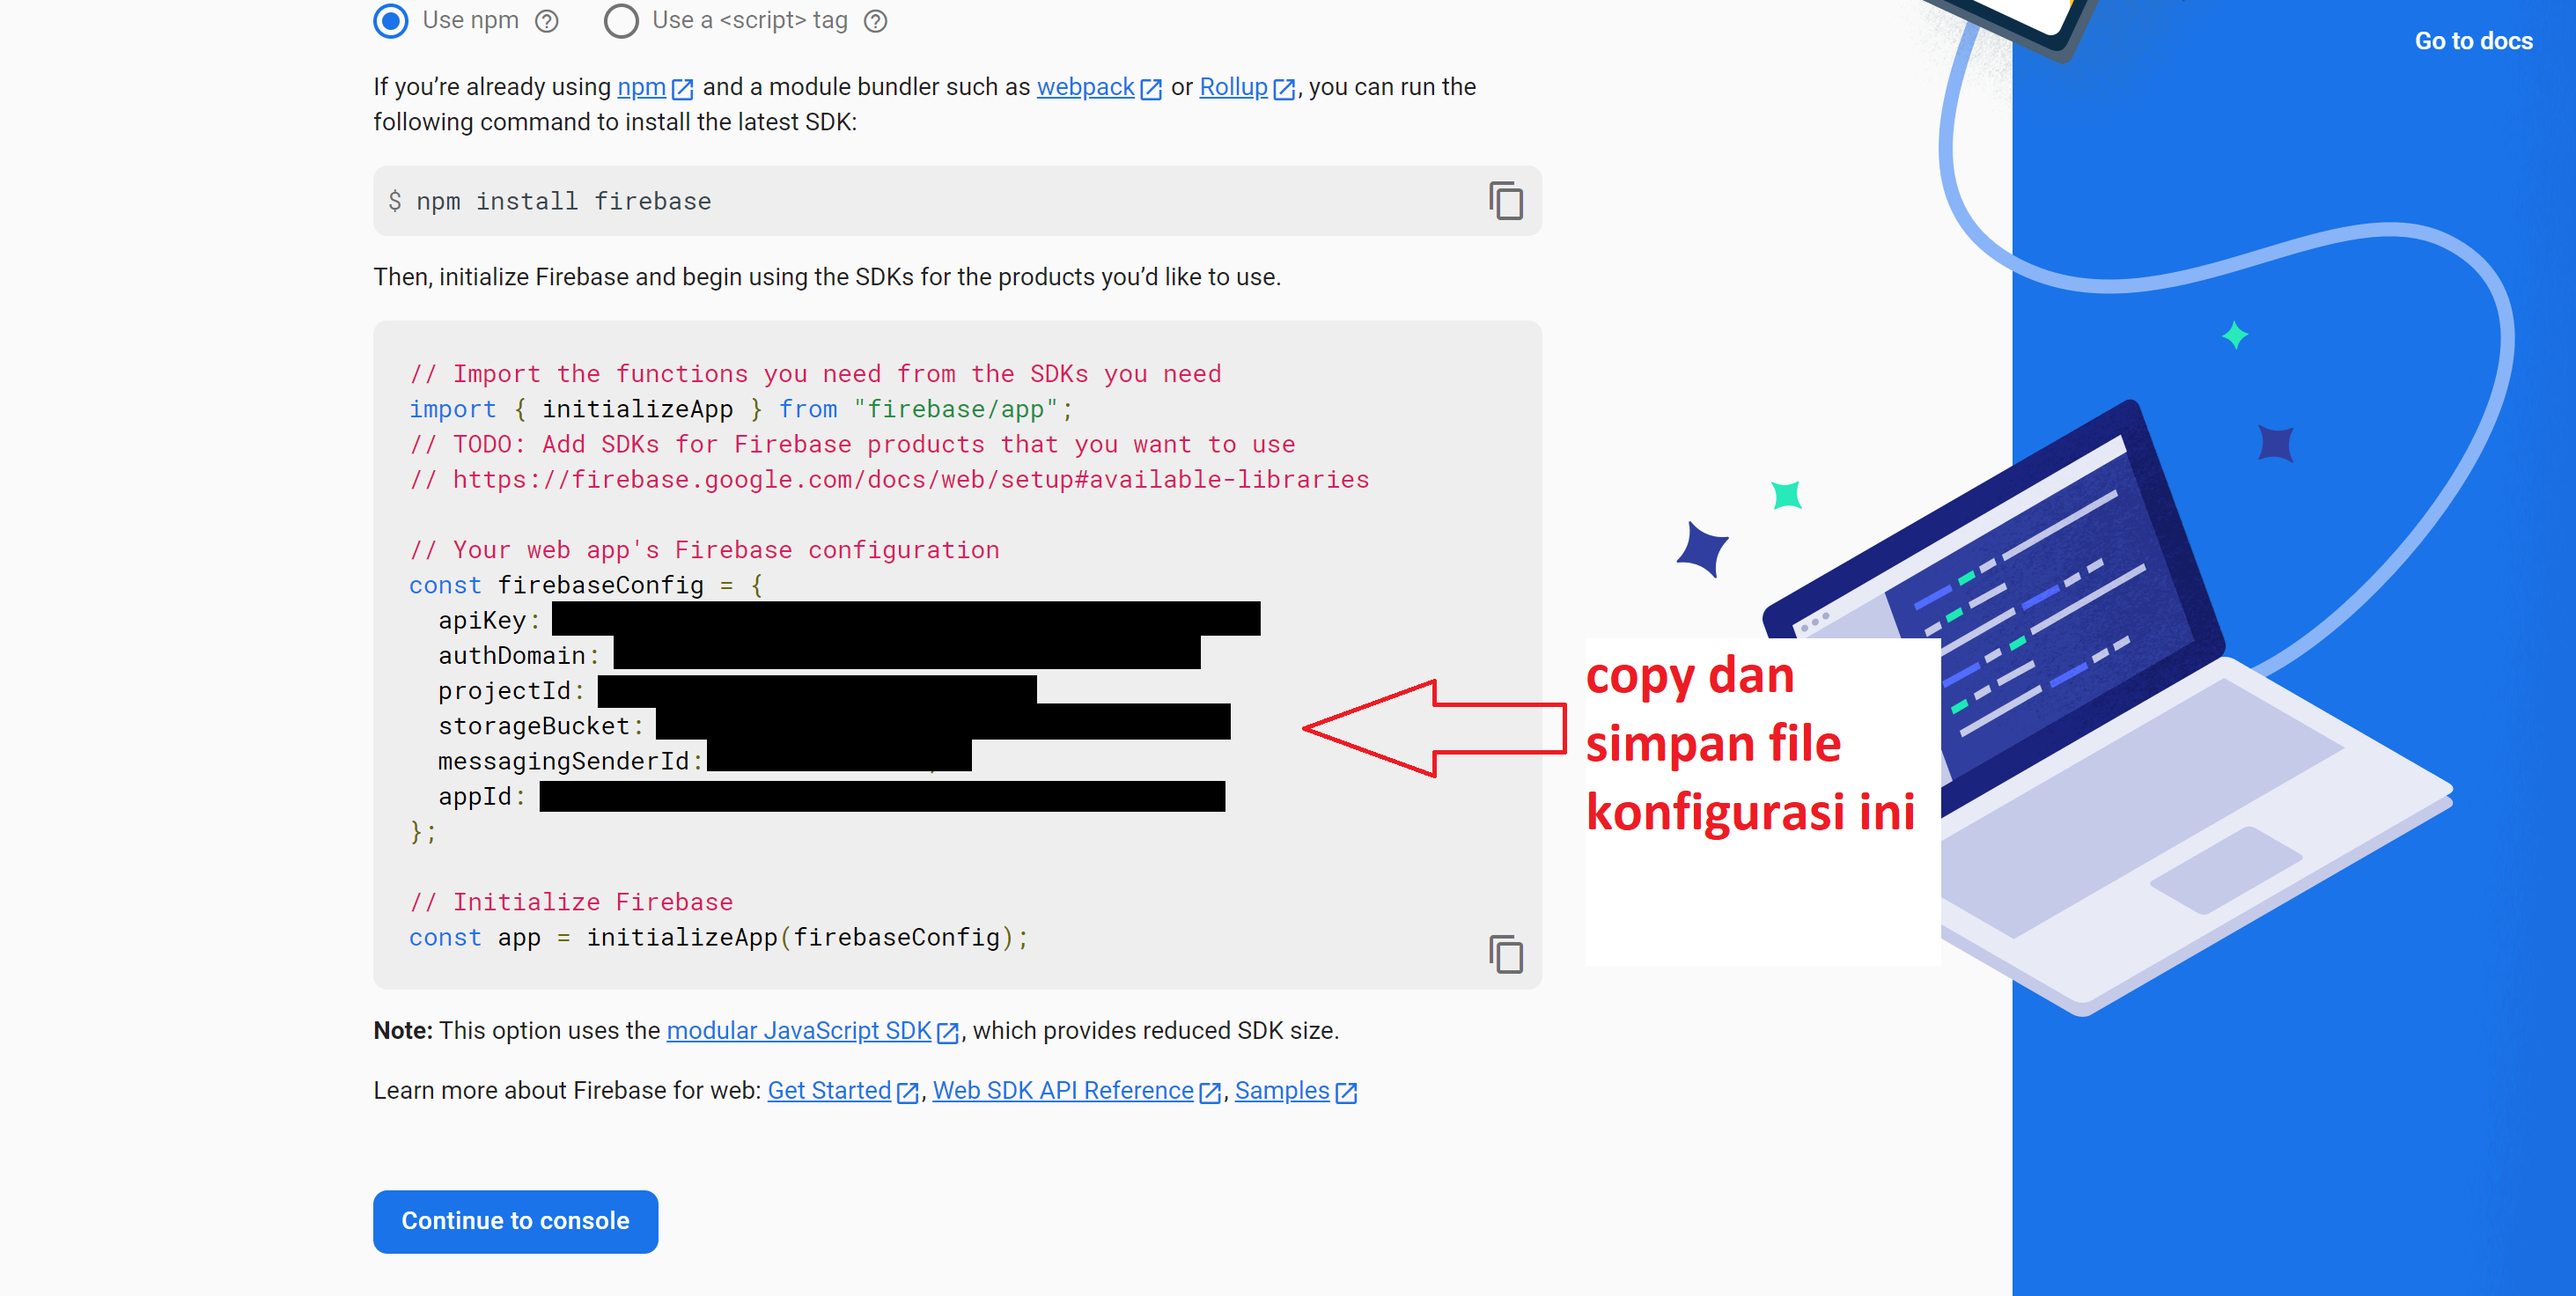 Use npm Use a <script> tag
Go to docs
If you’re already using npm and a module bundler such as webpack or Rollup, you can run the
following command to install the latest SDK:
$ npm install firebase
Then, initialize Firebase and begin using the SDKs for the products you’d like to use.
// Import the functions you need from the SDKs you need
import { initializeApp } from "firebase/app";
// TODO: Add SDKs for Firebase products that you want to use
// https://firebase.google.com/docs/web/setup#available-libraries
// Your web app's Firebase configuration
const firebaseConfig = {
apiKey:
authDomain:
projectId:
storageBucket:
messagingSenderId:
appId:
};
// Initialize Firebase
const app = initializeApp(firebaseConfig);
copy dan
simpan file
konfigurasi ini
Note: This option uses the modular JavaScript SDK, which provides reduced SDK size.
Learn more about Firebase for web: Get Started, Web SDK API Reference, Samples
Continue to console